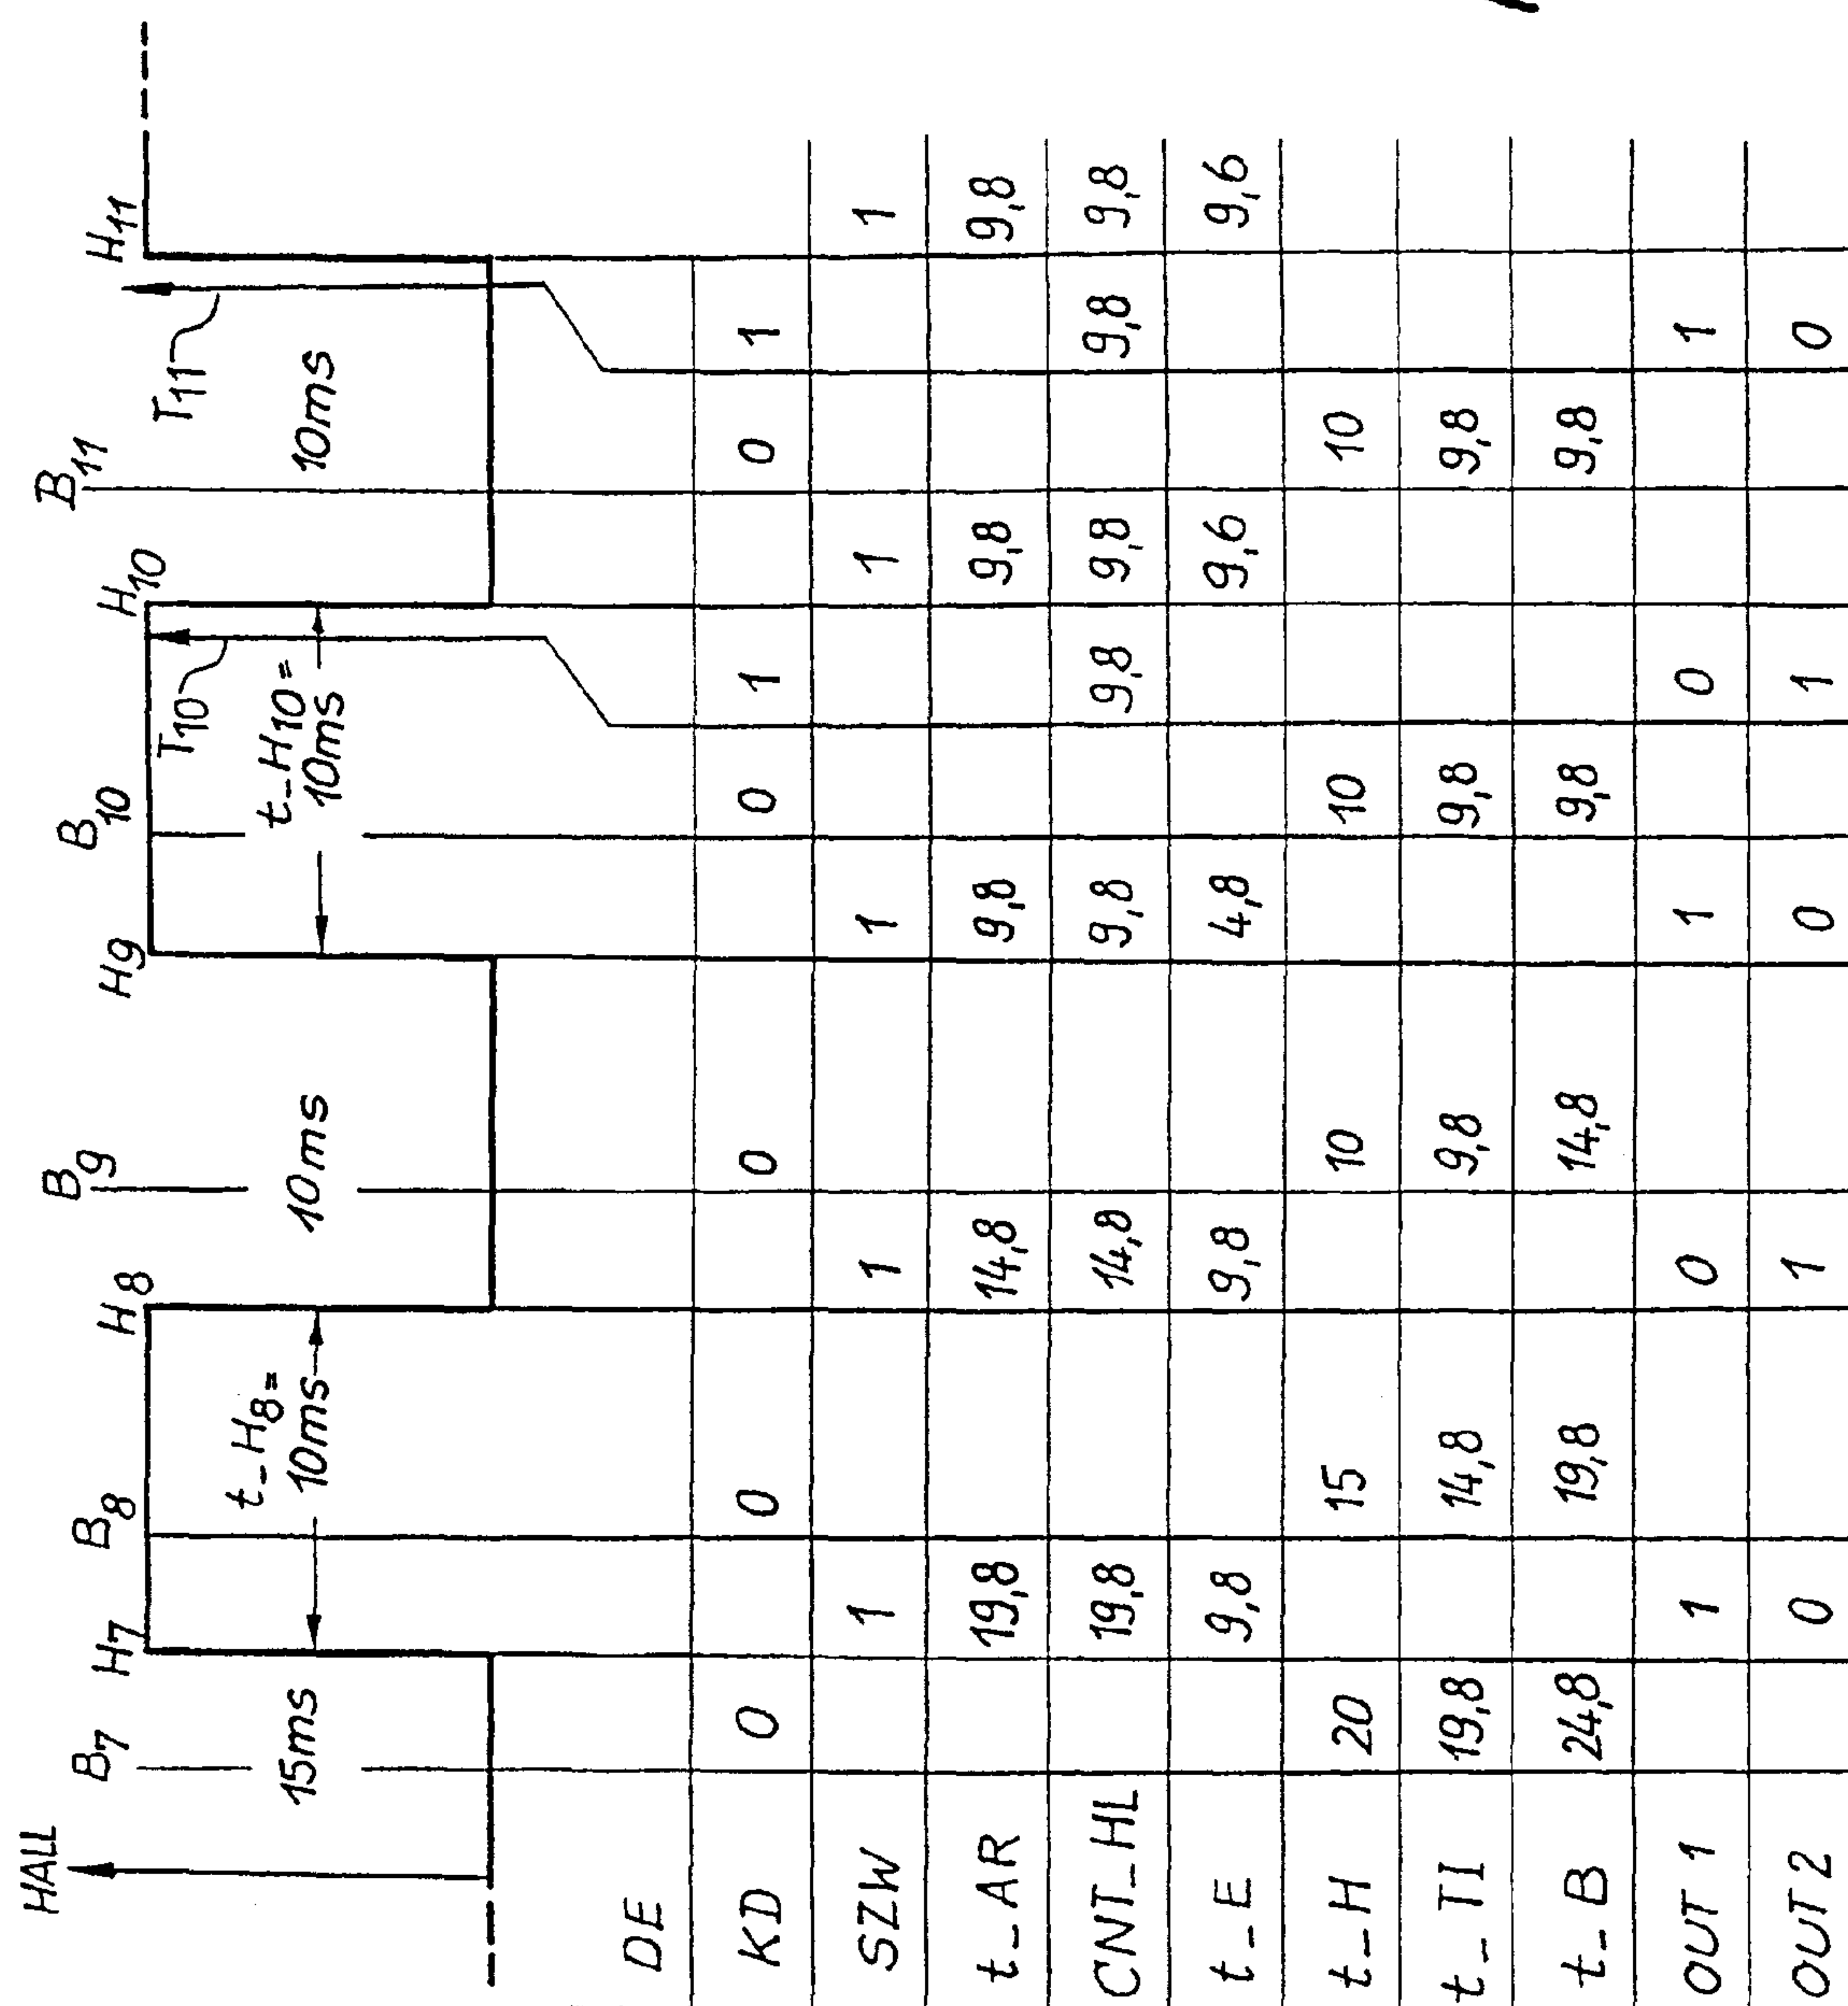 HALL
B7 H7 B8 H8 B9 H9 B10 H10 B11 H11
15ms
t_H8 =
10ms
10ms
T10
t_H10 =
10ms
T11
10ms
DE
KD 0 0 0 0 1 0 1
SZW 1 1 1 1 1
t_AR 19,8 14,8 9,8 9,8 9,8
CNT_HL 19,8 14,8 9,8 9,8 9,8 9,8 9,8
t_E 9,8 9,8 4,8 9,6 9,6
t_H 20 15 10 10 10
t_TI 19,8 14,8 9,8 9,8 9,8
t_B 24,8 19,8 14,8 9,8 9,8
OUT 1 1 0 1 0 1
OUT 2 0 1 0 1 0